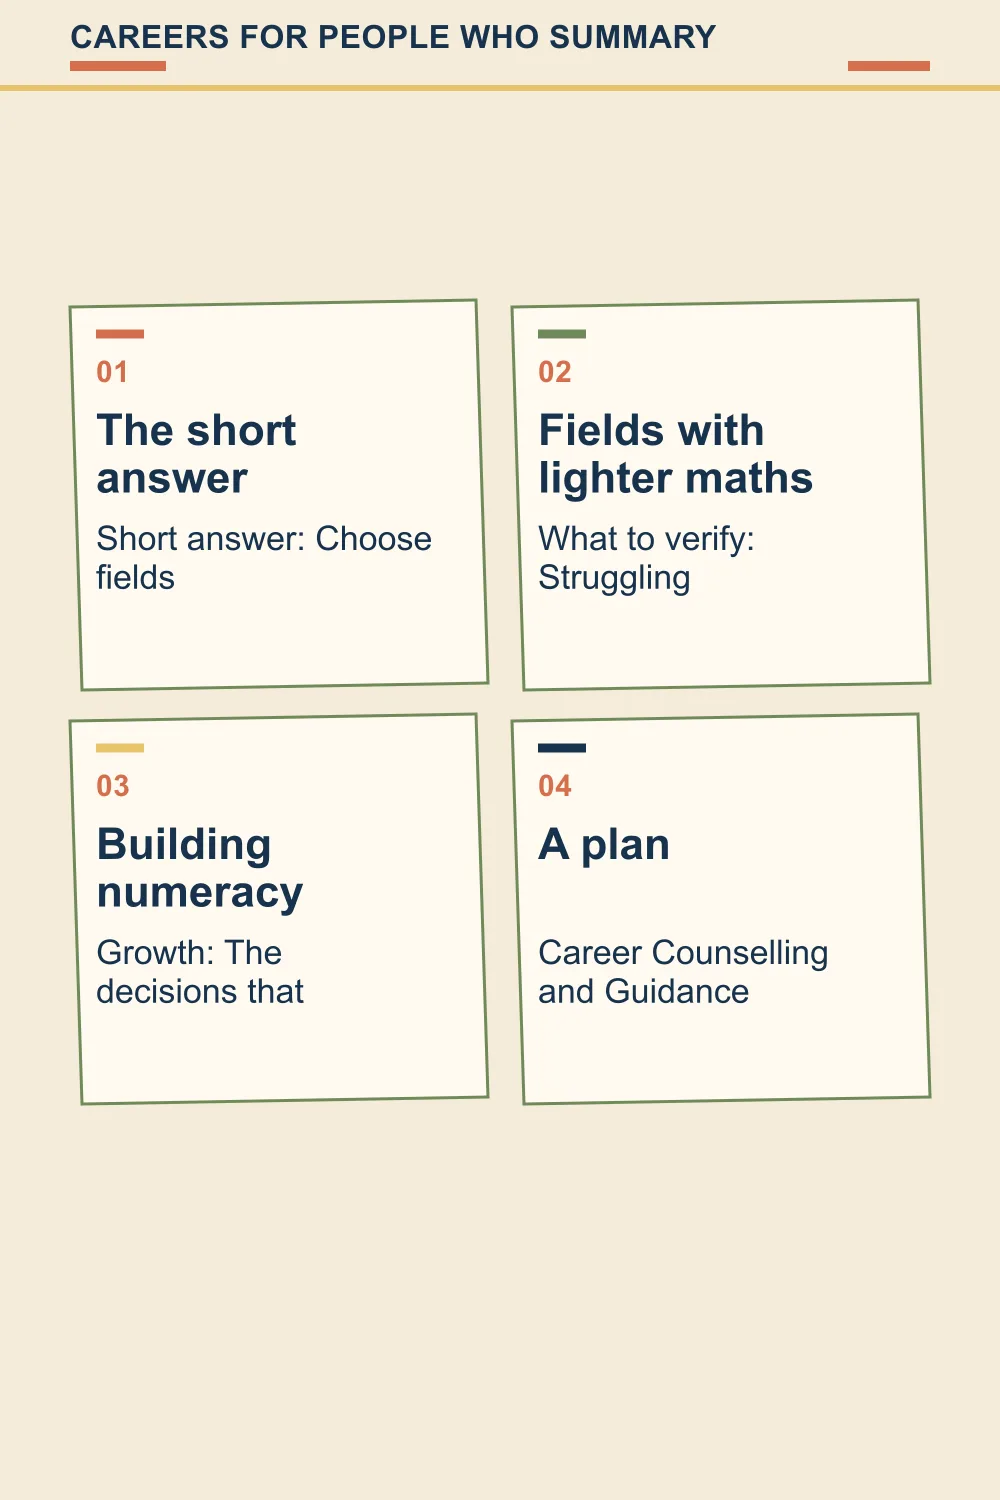 CAREERS FOR PEOPLE WHO SUMMARY
01
The short
answer
Short answer: Choose
fields
02
Fields with
lighter maths
What to verify:
Struggling
03
Building
numeracy
Growth: The
decisions that
04
A plan
Career Counselling
and Guidance